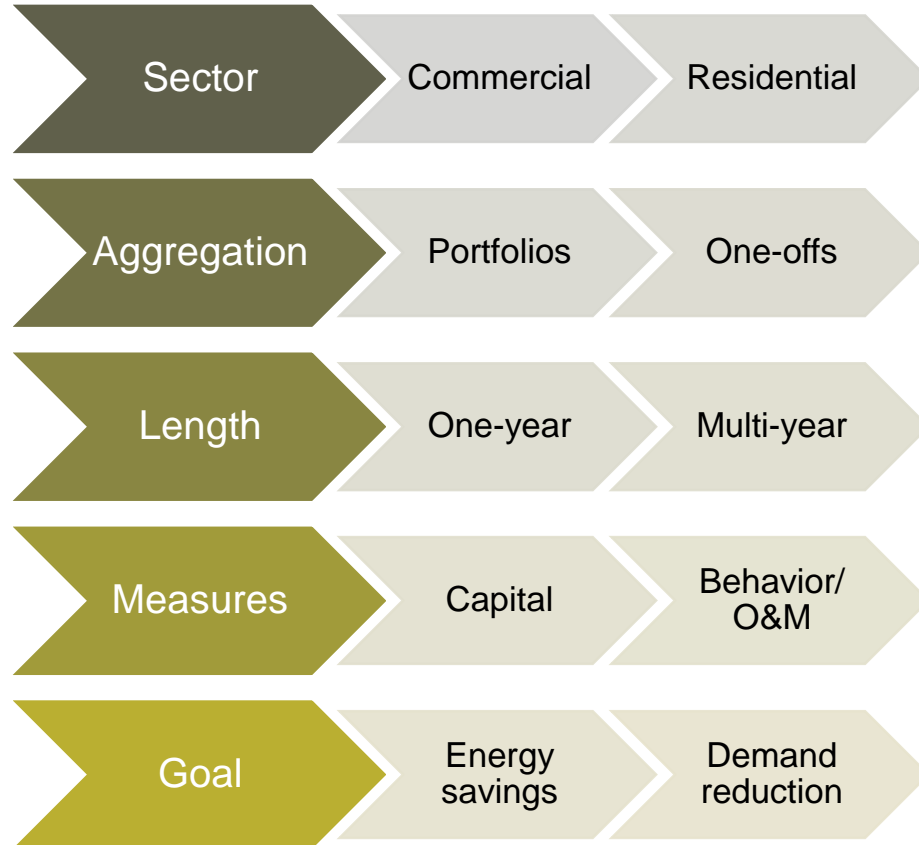 Sector
Commercial
Residential
Aggregation
Portfolios
One-offs
Length
One-year
Multi-year
Measures
Capital
Behavior/
O&M
Goal
Energy
savings
Demand
reduction